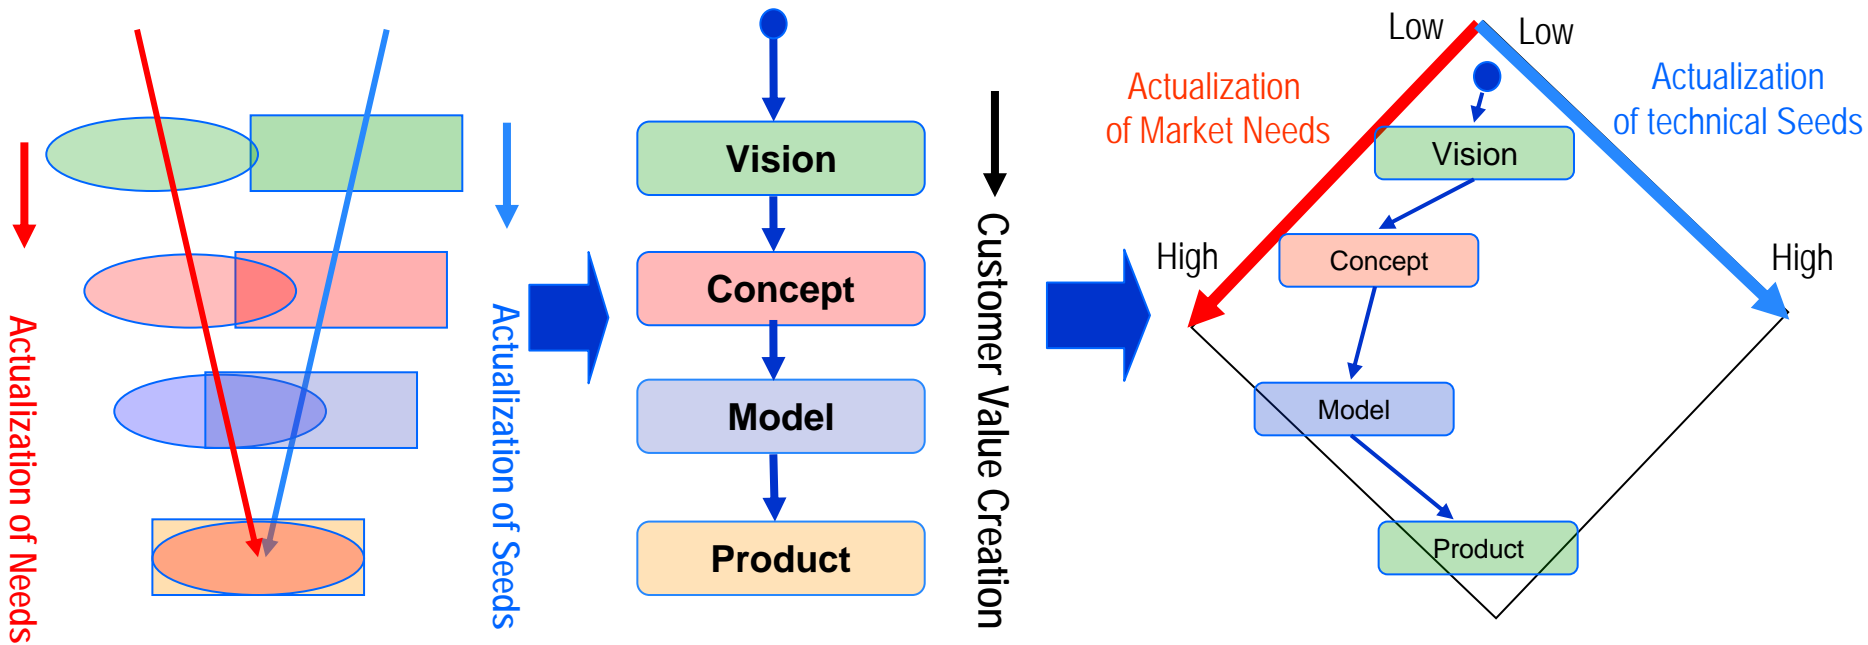 Actualization of Needs
Actualization of Seeds
Vision
Concept
Model
Product
Customer Value Creation
Low
Low
Actualization
of Market Needs
Actualization
of technical Seeds
High
High
Vision
Concept
Model
Product